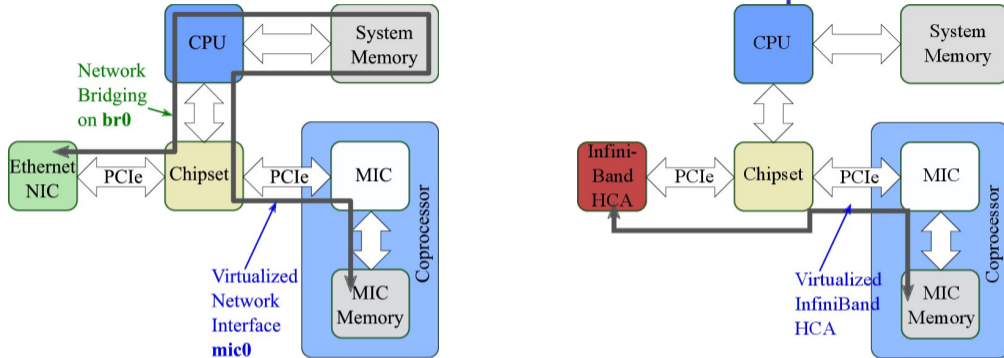 CPU
System
Memory
Network
Bridging
on br0
Ethernet
NIC
PCIe
Chipset
PCIe
MIC
Coprocessor
Virtualized
Network
Interface
mic0
MIC
Memory
CPU
System
Memory
Infini-
Band
HCA
PCIe
Chipset
PCIe
MIC
Coprocessor
Virtualized
InfiniBand
HCA
MIC
Memory